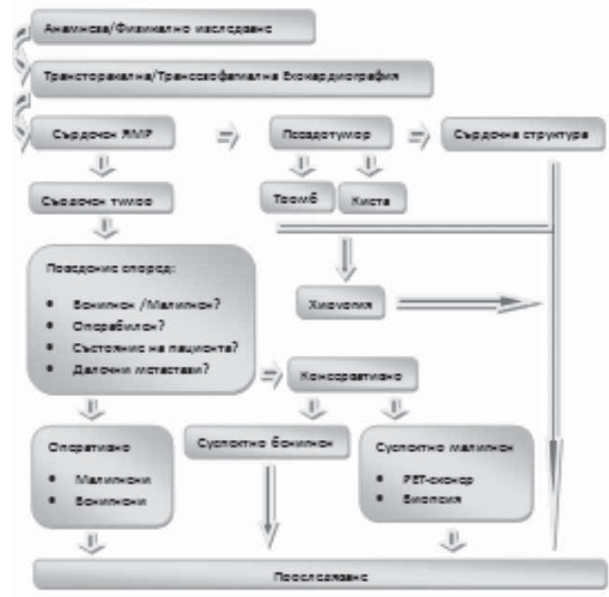 Анамнеза/Физикално изследване
Трансторакална/Трансезофагиална Ехокардиография
Сърдечен ЯМР
Псевдотумор
Сърдечна структура
Сърдечен тумор
Тромб
Киста
Поведение според:
• Бенигнен /Малигнен?
• Операбилен?
• Състояние на пациента?
• Далечни метастази?
Хирургия
Консервативно
Оперативно
• Малигнени
• Бенигнени
Суспектно бенигнен
Суспектно малигнен
• PET-скенер
• Биопсия
Проследяване